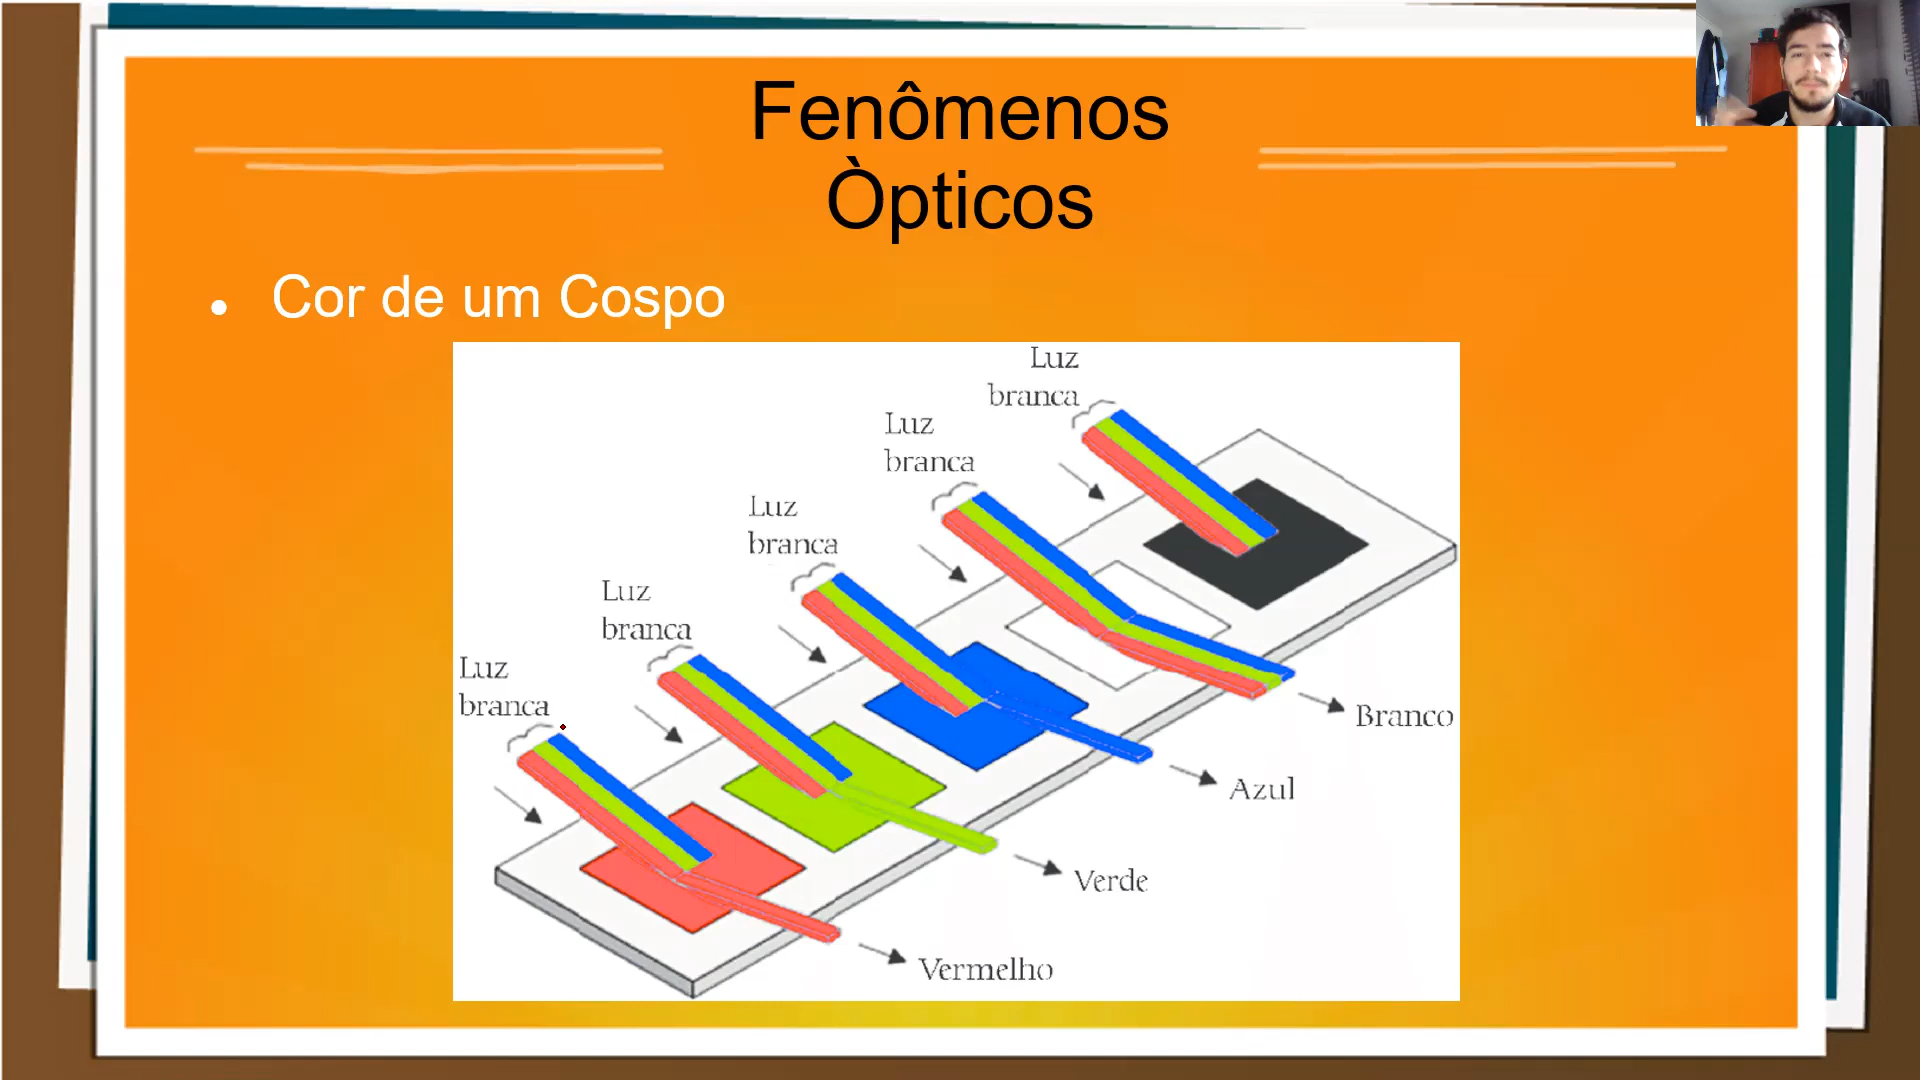 Fenômenos
Òpticos
Cor de um Cospo
Luz
branca
Luz
branca
Luz
branca
Luz
branca
Luz
branca
Branco
Azul
Verde
Vermelho